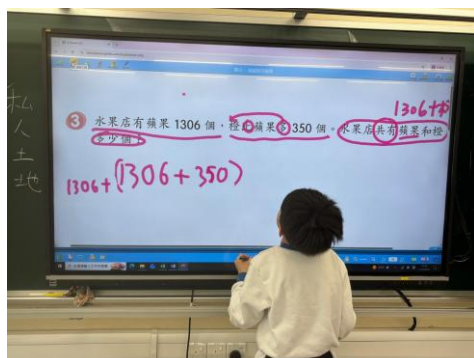 私人土地
1306+橙
3 水果店有蘋果 1306 個，橙比蘋果多 350 個。水果店共有蘋果和橙
多少個？
1306+(1306+350)